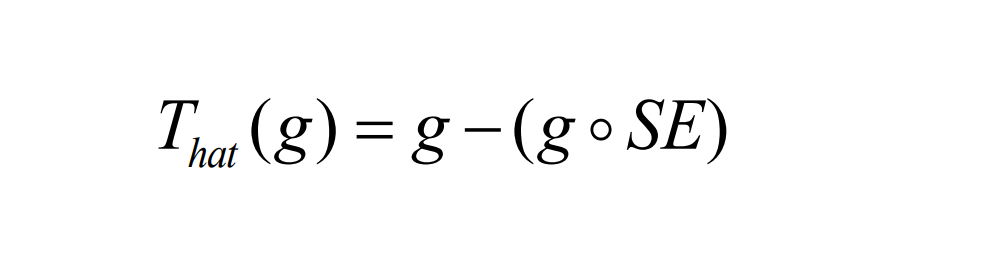 T_hat (g) = g − (g ∘ SE)